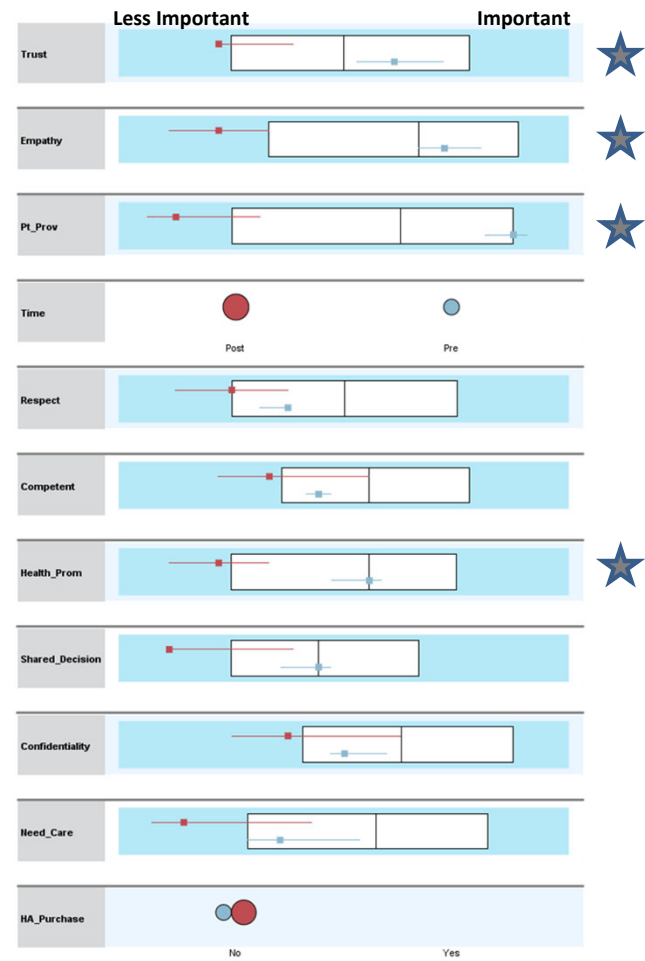 Less Important Important
Trust
Empathy
Pt_Prov
Time
Post Pre
Respect
Competent
Health_Prom
Shared_Decision
Confidentiality
Need_Care
HA_Purchase
No Yes